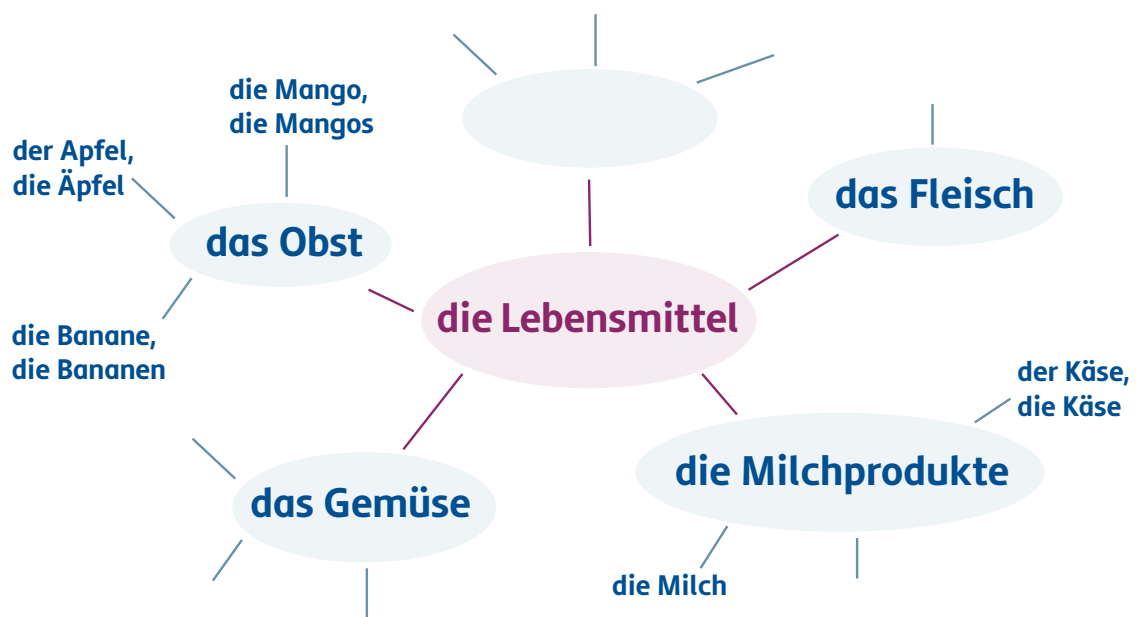 die Mango,
die Mangos
der Apfel,
die Äpfel
das Obst
die Banane,
die Bananen
das Fleisch
die Lebensmittel
der Käse,
die Käse
die Milchprodukte
die Milch
das Gemüse